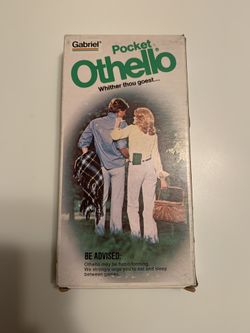 Gabriel®
Pocket
Othello®
Whither thou goest....
BE ADVISED:
Othello may be habit-forming.
We strongly urge you to eat and sleep
between games.